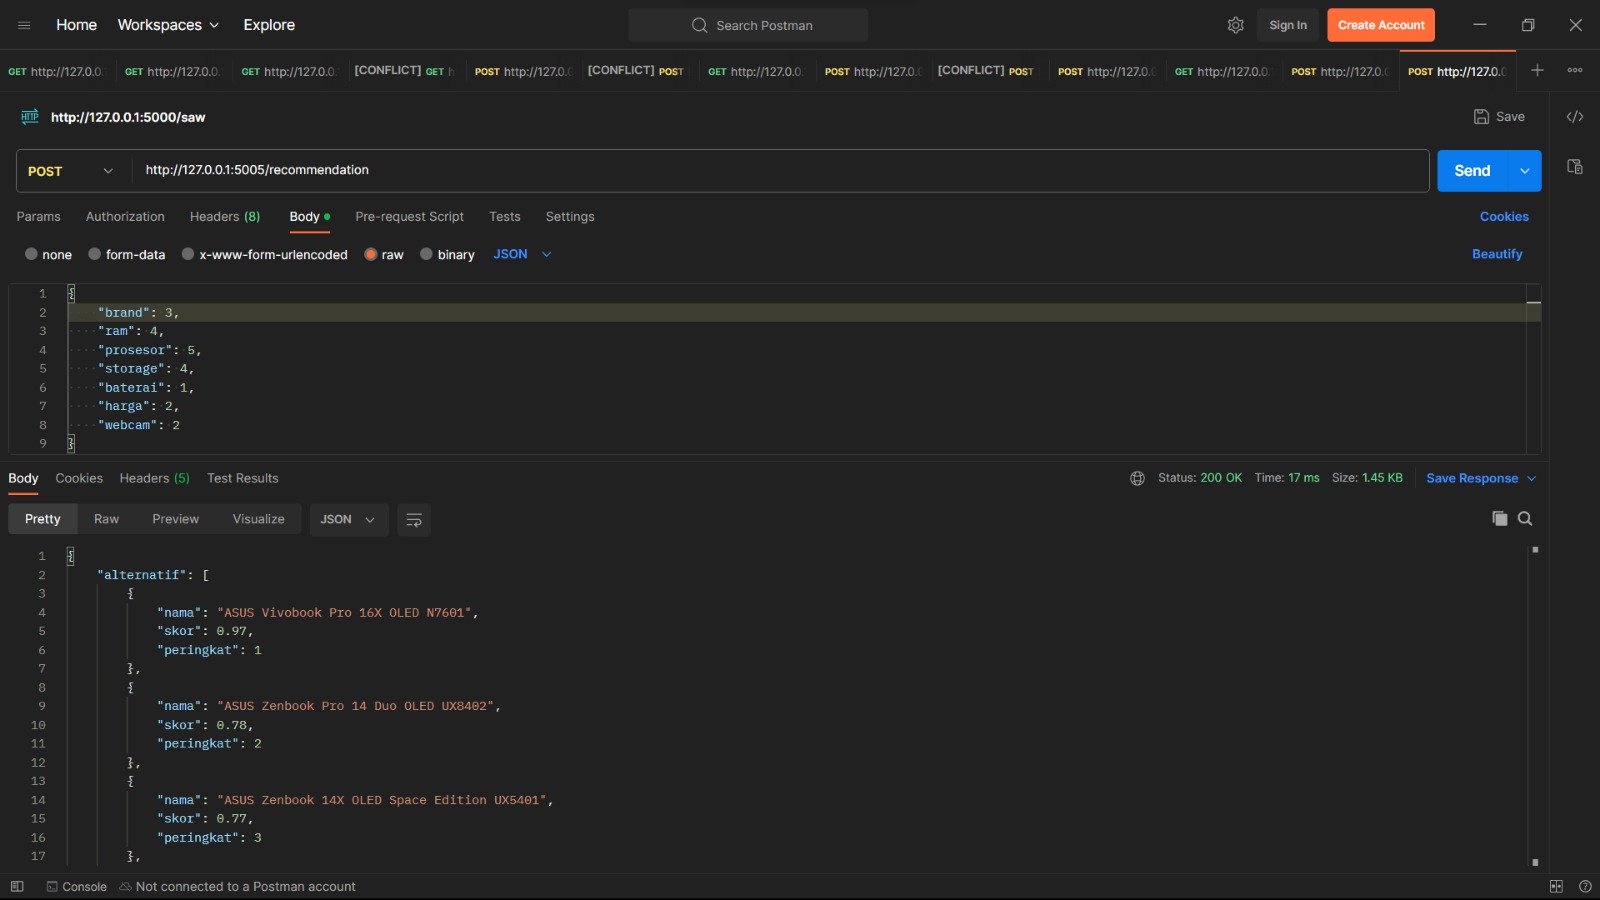 Home Workspaces Explore Search Postman Sign In Create Account
GET http://127.0.0. GET http://127.0.0. GET http://127.0.0. [CONFLICT] GET h POST http://127.0.0 [CONFLICT] POST GET http://127.0.0. POST http://127.0.0 [CONFLICT] POST POST http://127.0.0 GET http://127.0.0. POST http://127.0.0 POST http://127.0.0
HTTP http://127.0.0.1:5000/saw Save
POST http://127.0.0.1:5005/recommendation Send
Params Authorization Headers (8) Body Pre-request Script Tests Settings Cookies
none form-data x-www-form-urlencoded raw binary JSON Beautify
1 {
2 "brand": 3,
3 "ram": 4,
4 "prosesor": 5,
5 "storage": 4,
6 "baterai": 1,
7 "harga": 2,
8 "webcam": 2
9 }
Body Cookies Headers (5) Test Results Status: 200 OK Time: 17 ms Size: 1.45 KB Save Response
Pretty Raw Preview Visualize JSON
1 {
2 "alternatif": [
3 {
4 "nama": "ASUS Vivobook Pro 16X OLED N7601",
5 "skor": 0.97,
6 "peringkat": 1
7 },
8 {
9 "nama": "ASUS Zenbook Pro 14 Duo OLED UX8402",
10 "skor": 0.78,
11 "peringkat": 2
12 },
13 {
14 "nama": "ASUS Zenbook 14X OLED Space Edition UX5401",
15 "skor": 0.77,
16 "peringkat": 3
17 },
Console Not connected to a Postman account